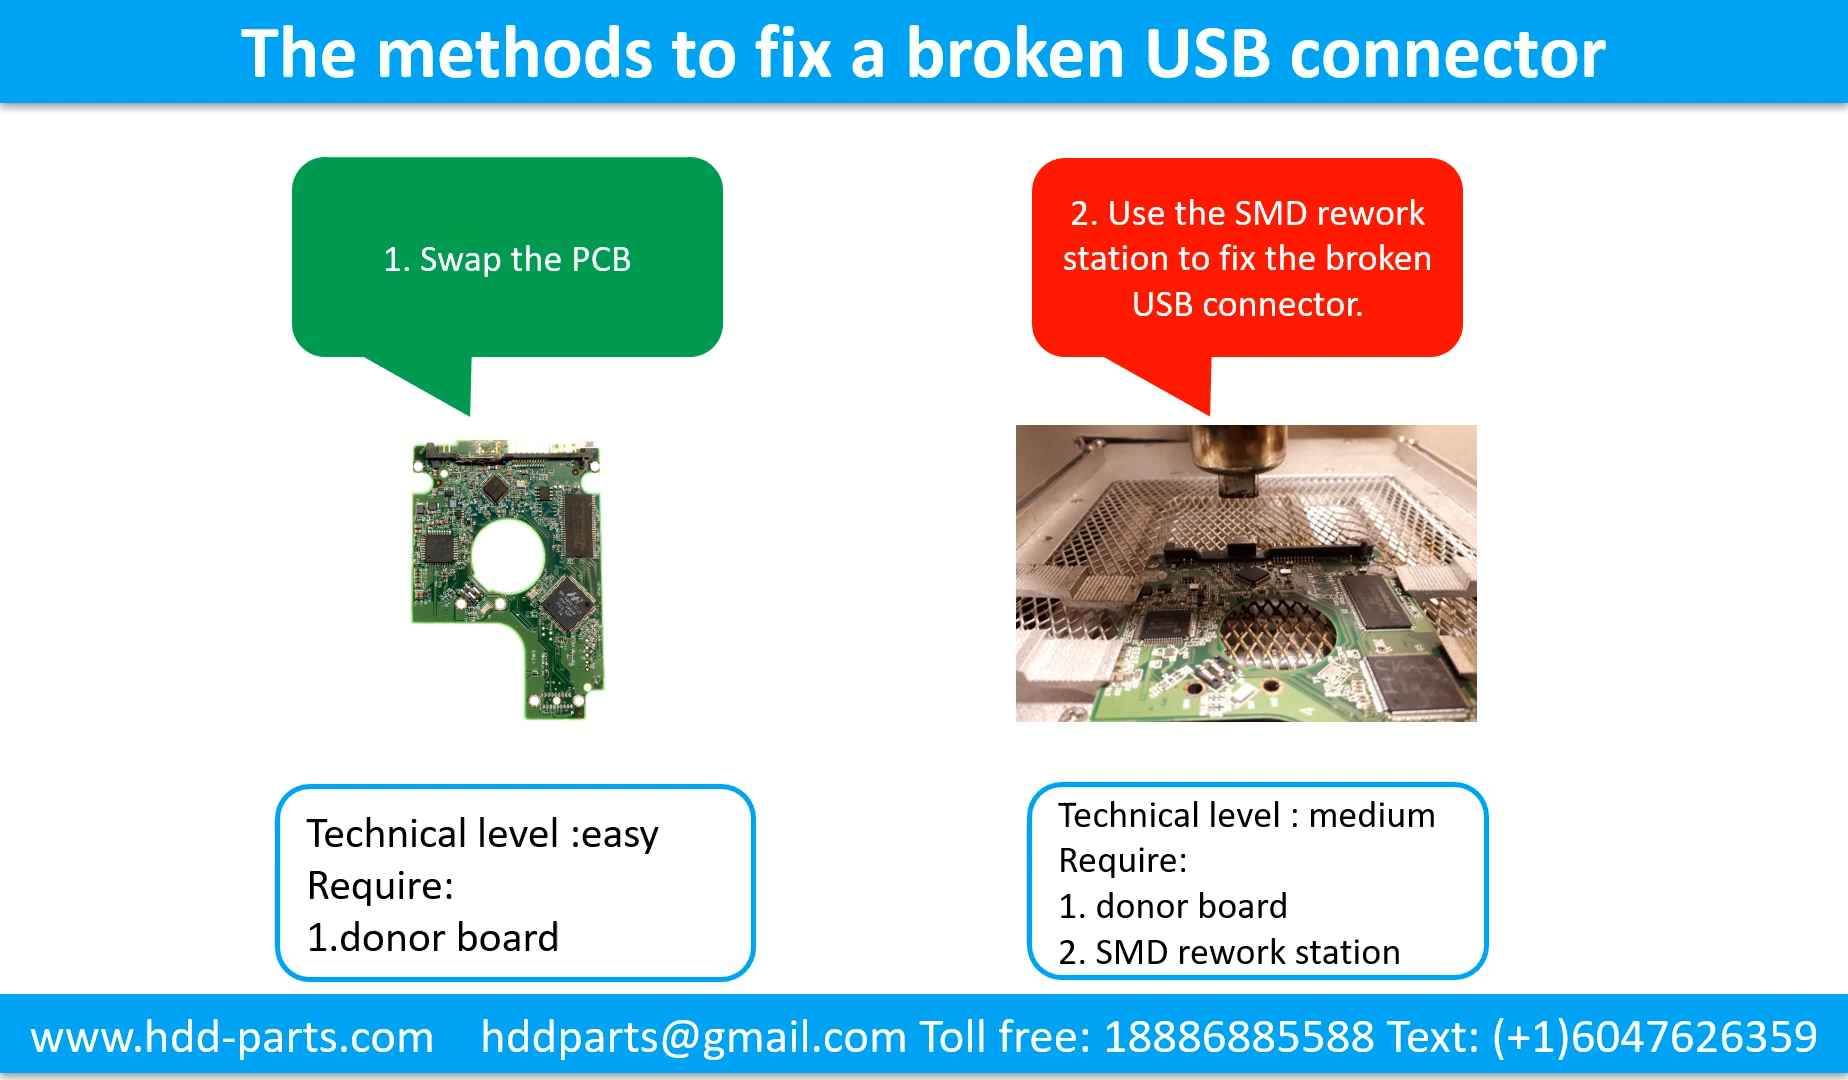 The methods to fix a broken USB connector
1. Swap the PCB
2. Use the SMD rework
station to fix the broken
USB connector.
Technical level :easy
Require:
1.donor board
Technical level : medium
Require:
1. donor board
2. SMD rework station
www.hdd-parts.com hddparts@gmail.com Toll free: 18886885588 Text: (+1)6047626359